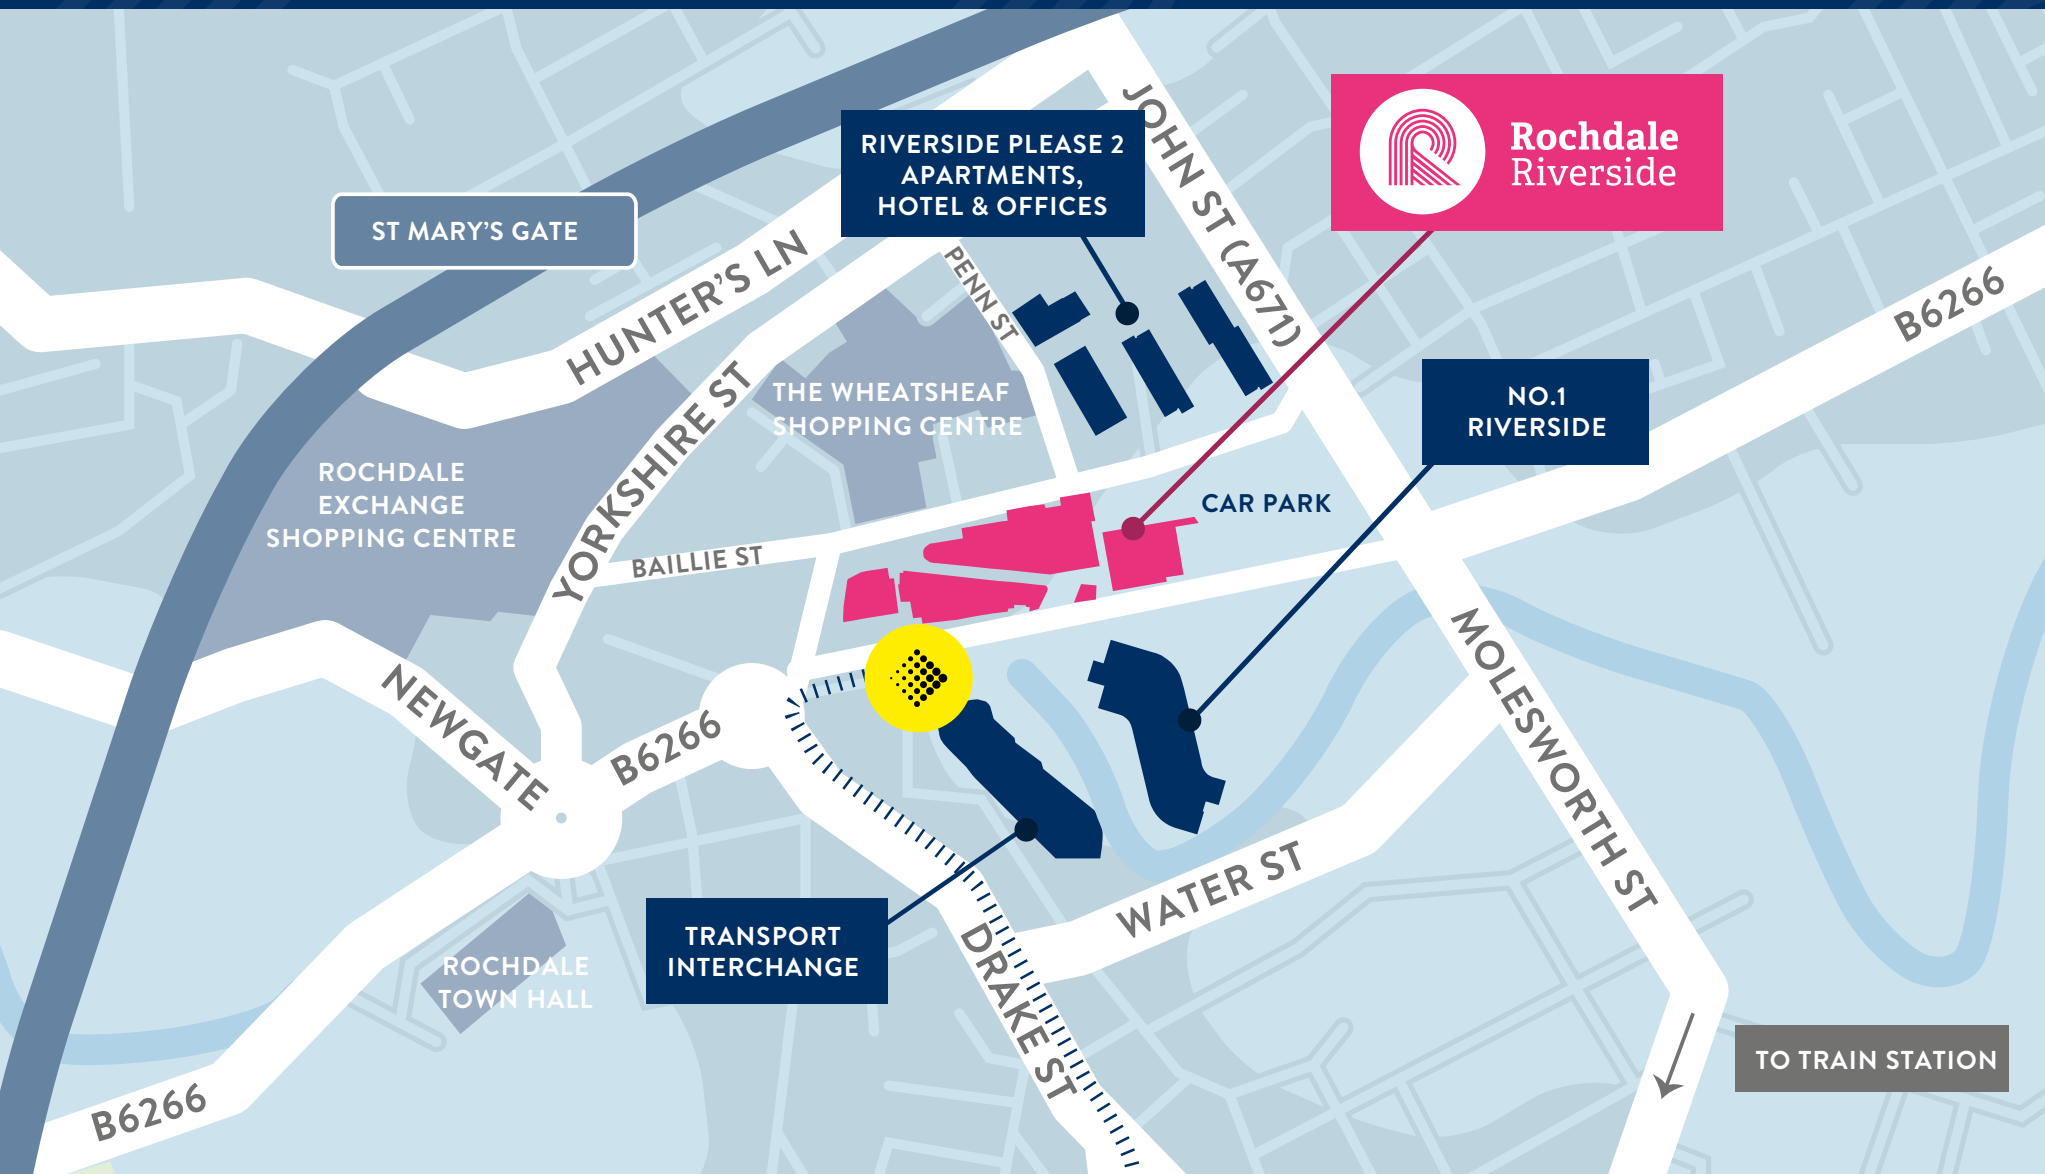 JOHN ST (A671)
RIVERSIDE PLEASE 2
APARTMENTS,
HOTEL & OFFICES
Rochdale
Riverside
ST MARY'S GATE
HUNTER'S LN
PENN ST
B6266
YORKSHIRE ST
THE WHEATSHEAF
SHOPPING CENTRE
NO.1
RIVERSIDE
ROCHDALE
EXCHANGE
SHOPPING CENTRE
CAR PARK
BAILLIE ST
NEWGATE
B6266
MOLESWORTH ST
WATER ST
TRANSPORT
INTERCHANGE
DRAKE ST
ROCHDALE
TOWN HALL
TO TRAIN STATION
B6266